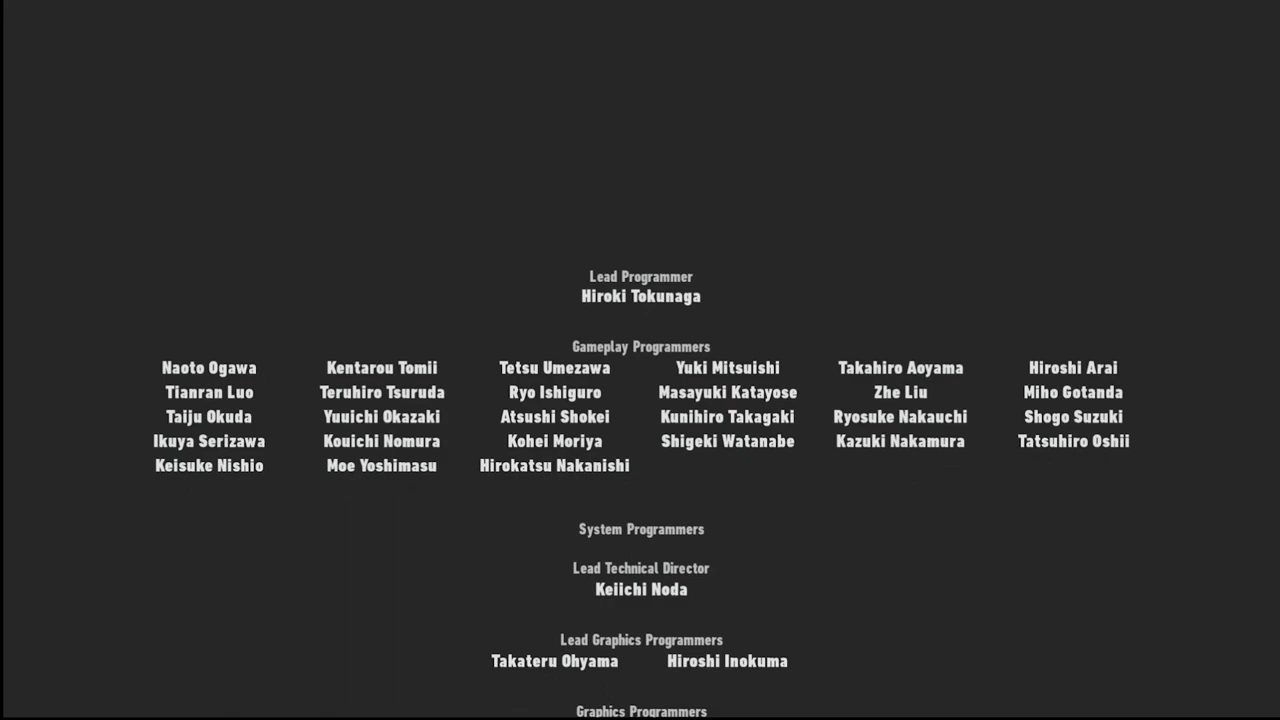 Lead Programmer
Hiroki Tokunaga
Gameplay Programmers
Naoto Ogawa Kentarou Tomii Tetsu Umezawa Yuki Mitsuishi Takahiro Aoyama Hiroshi Arai
Tianran Luo Teruhiro Tsuruda Ryo Ishiguro Masayuki Katayose Zhe Liu Miho Gotanda
Taiju Okuda Yuuichi Okazaki Atsushi Shokei Kunihiro Takagaki Ryosuke Nakauchi Shogo Suzuki
Ikuya Serizawa Kouichi Nomura Kohei Moriya Shigeki Watanabe Kazuki Nakamura Tatsuhiro Oshii
Keisuke Nishio Moe Yoshimasu Hirokatsu Nakanishi
System Programmers
Lead Technical Director
Keiichi Noda
Lead Graphics Programmers
Takateru Ohyama Hiroshi Inokuma
Graphics Programmers